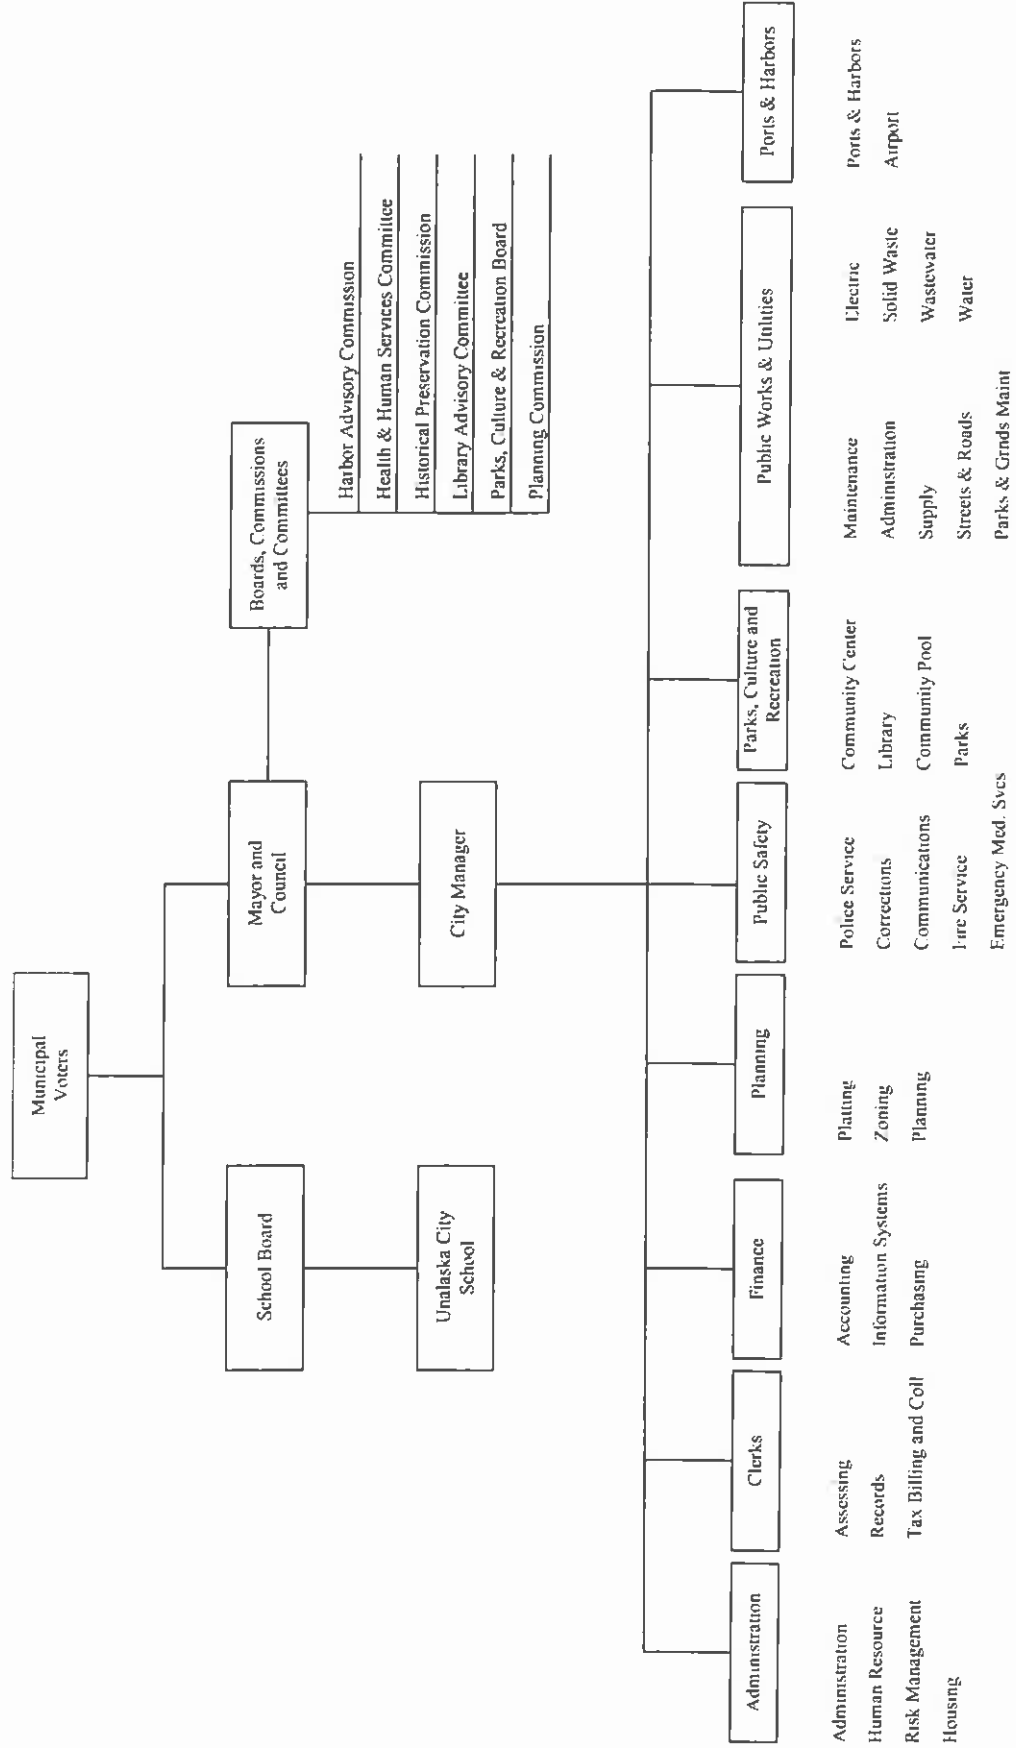 Municipal
Voters
School Board
Mayor and
Council
Boards, Commissions
and Committees
Unalaska City
School
City Manager
Harbor Advisory Commission
Health & Human Services Committee
Historical Preservation Commission
Library Advisory Committee
Parks, Culture & Recreation Board
Planning Commission
Administration
Clerks
Finance
Planning
Public Safety
Parks, Culture and
Recreation
Public Works & Utilities
Ports & Harbors
Administration
Human Resource
Risk Management
Housing
Assessing
Records
Tax Billing and Coll
Accounting
Information Systems
Purchasing
Platting
Zoning
Planning
Police Service
Corrections
Communications
Fire Service
Emergency Med. Svcs
Community Center
Library
Community Pool
Parks
Maintenance
Administration
Supply
Streets & Roads
Parks & Grnds Maint
Electric
Solid Waste
Wastewater
Water
Ports & Harbors
Airport